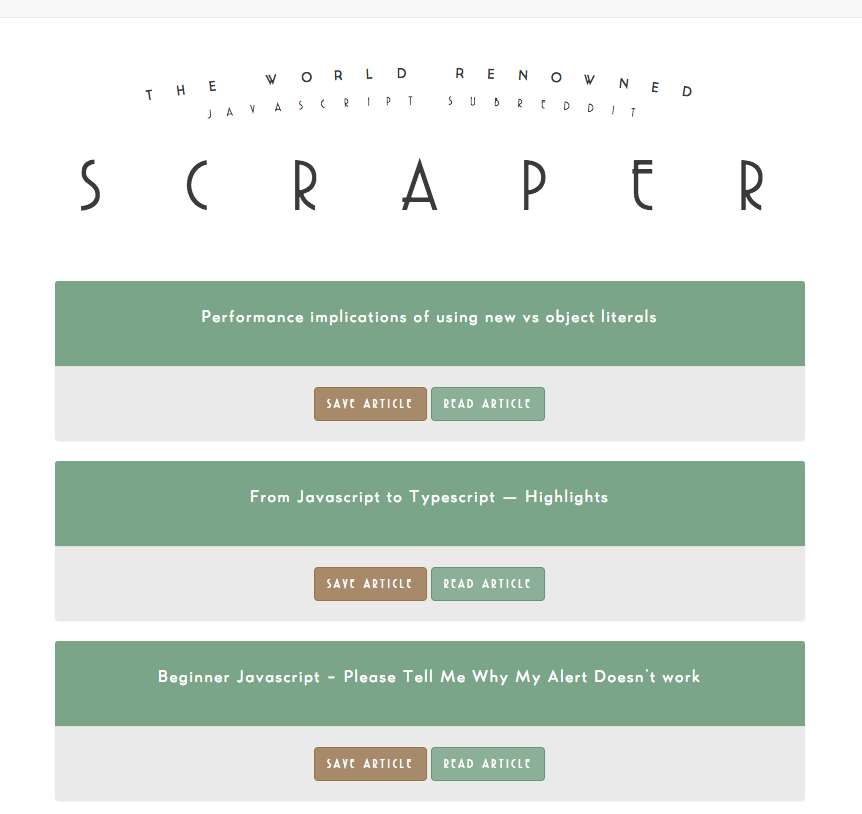 THE WORLD RENOWNED
JAVASCRIPT SUBREDDIT
SCRAPER
Performance implications of using new vs object literals
SAVE ARTICLE READ ARTICLE
From Javascript to Typescript — Highlights
SAVE ARTICLE READ ARTICLE
Beginner Javascript - Please Tell Me Why My Alert Doesn't work
SAVE ARTICLE READ ARTICLE